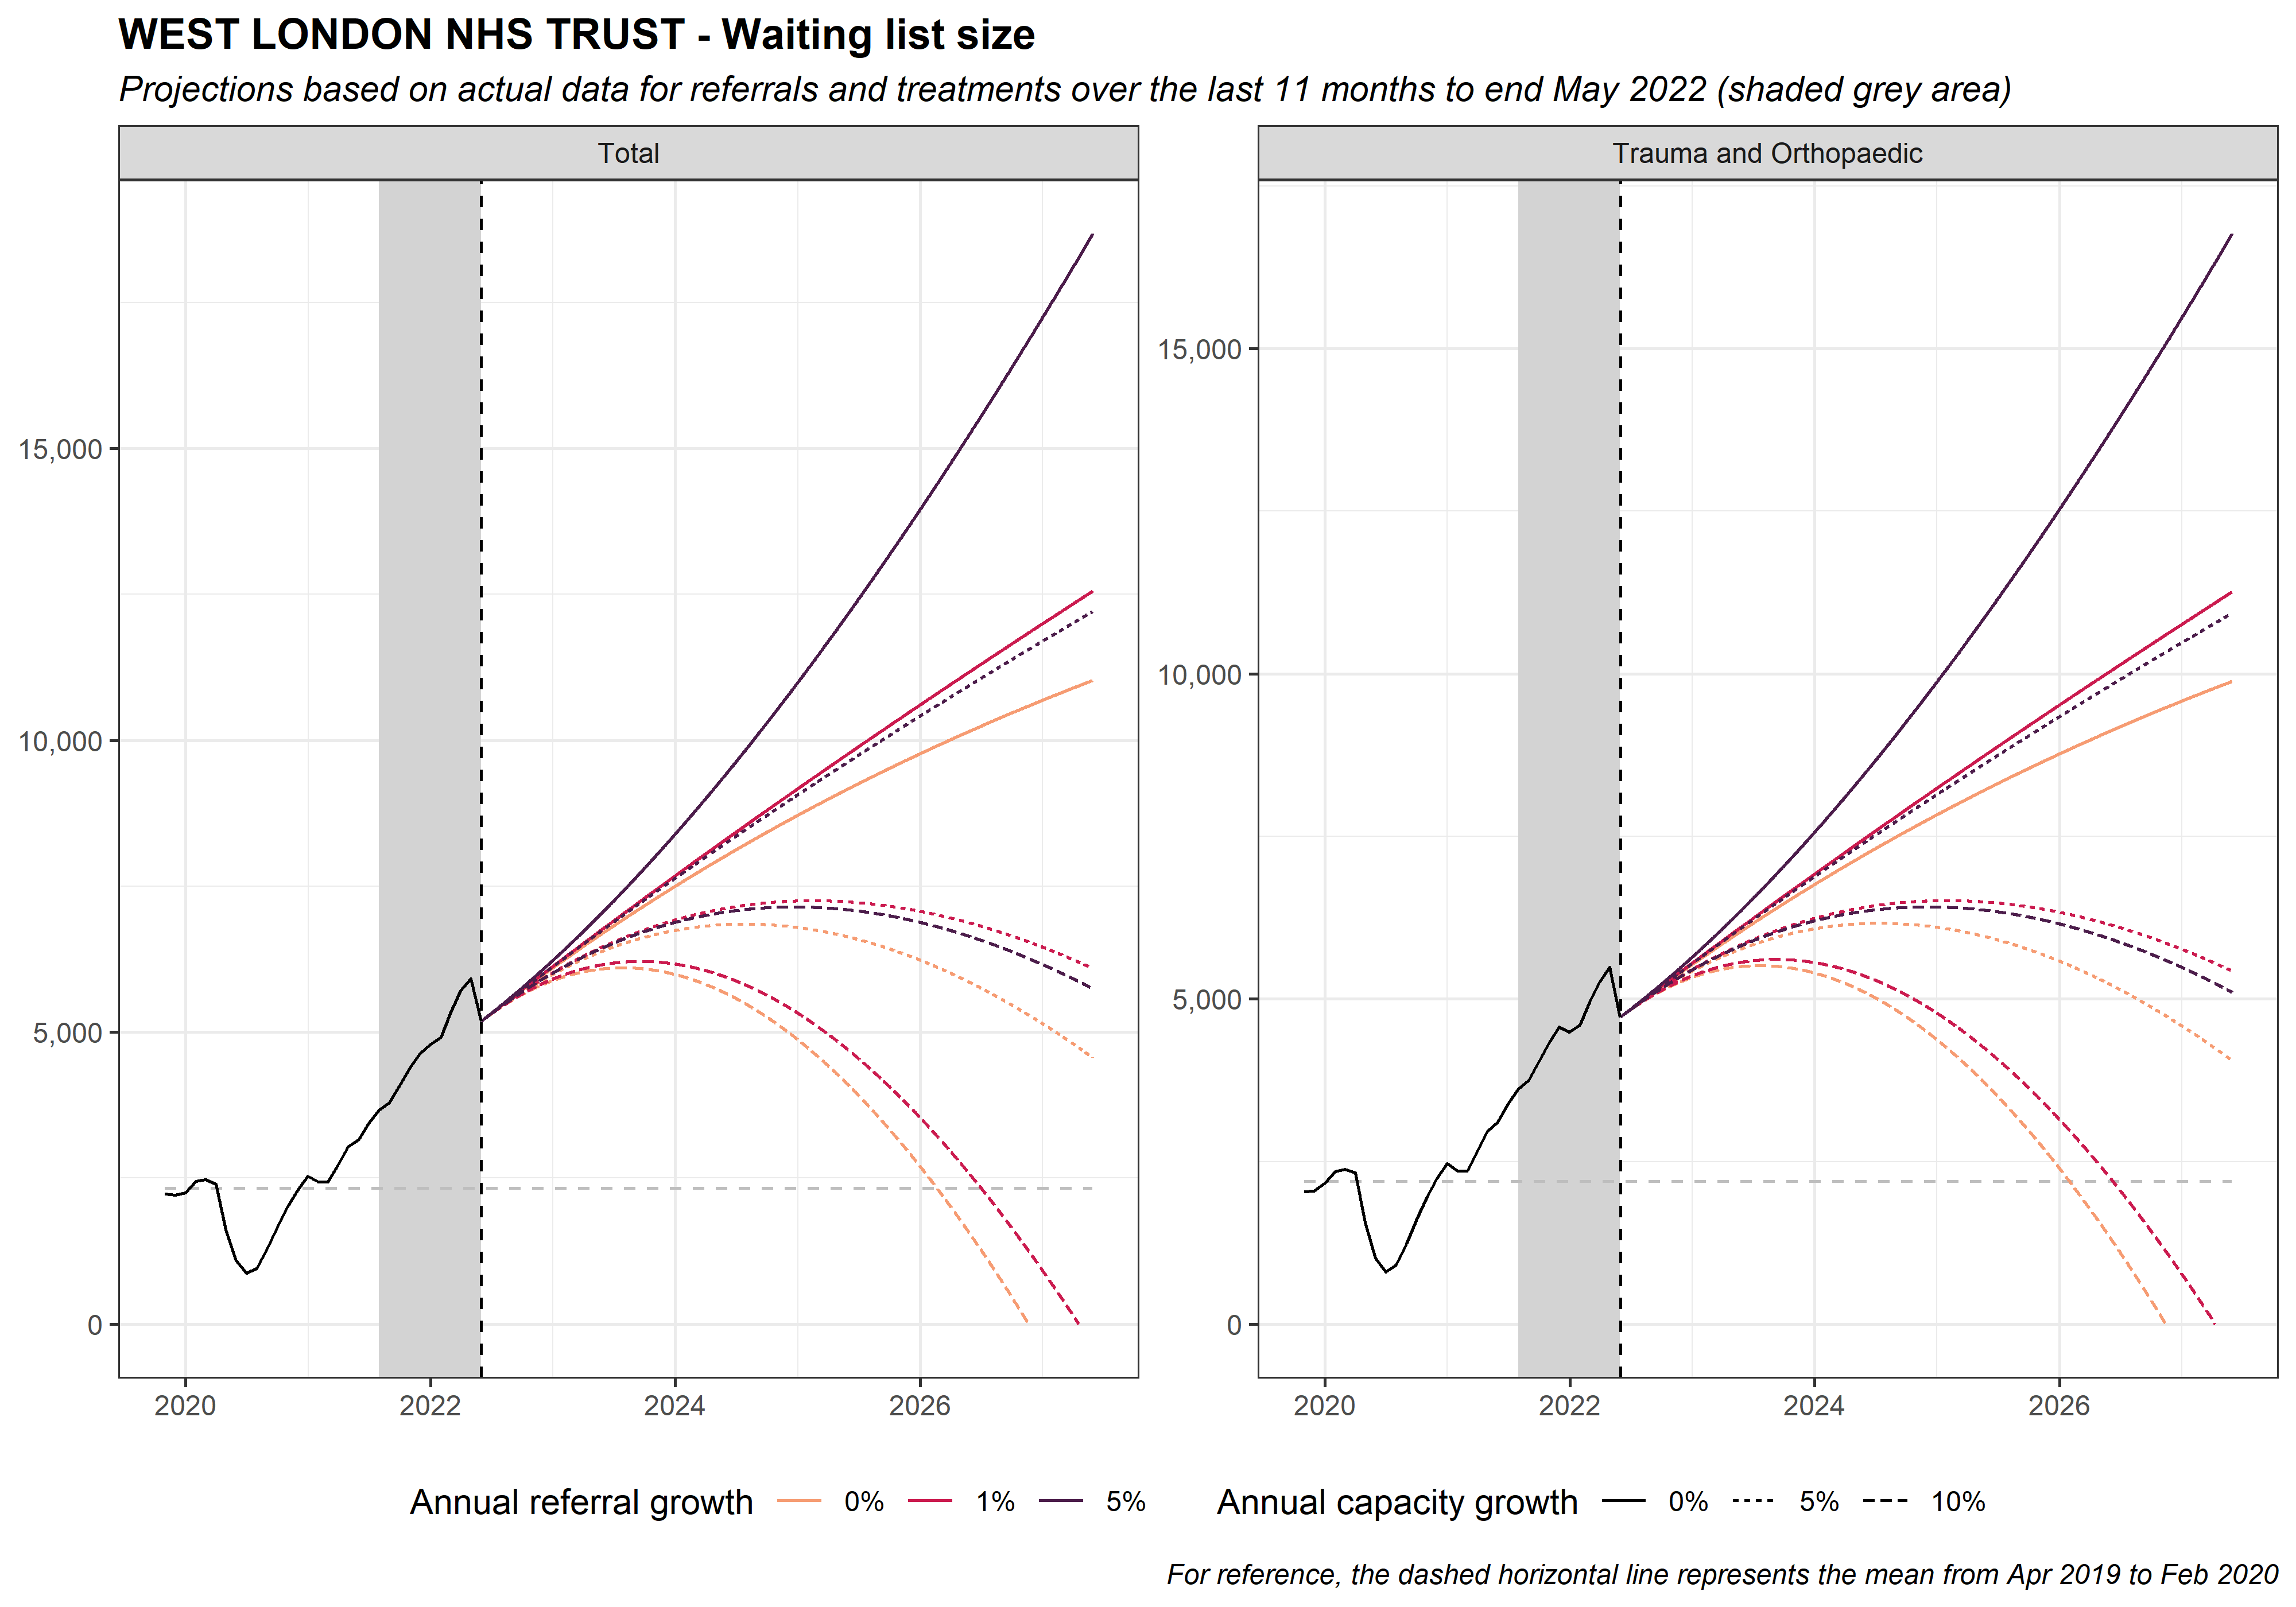 WEST LONDON NHS TRUST - Waiting list size
Projections based on actual data for referrals and treatments over the last 11 months to end May 2022 (shaded grey area)
Total
Trauma and Orthopaedic
15,000
10,000
5,000
0
15,000
10,000
5,000
0
2020 2022 2024 2026
2020 2022 2024 2026
Annual referral growth 0% 1% 5%
Annual capacity growth 0% 5% 10%
For reference, the dashed horizontal line represents the mean from Apr 2019 to Feb 2020